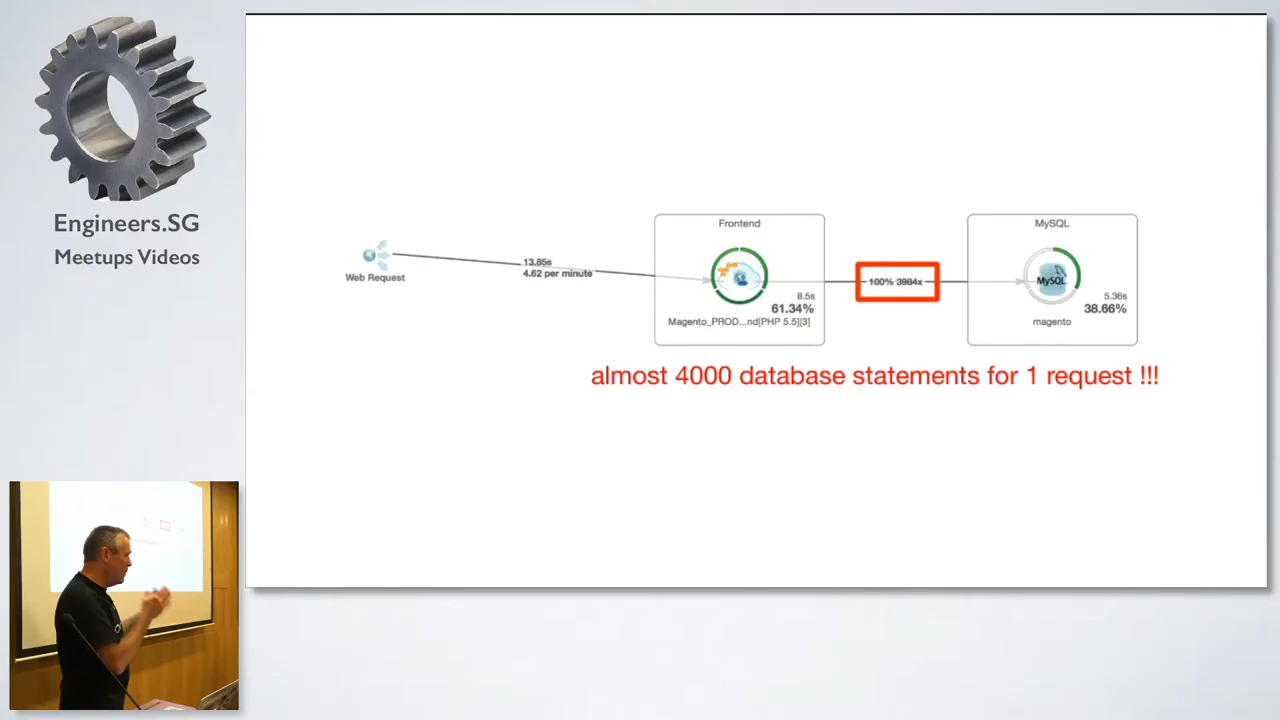 Engineers.SG
Meetups Videos
Web Request
13.85s
4.62 per minute
Frontend
8.5s
61.34%
Magento_PROD...nd[PHP 5.5][3]
100% 3984x
MySQL
MySQL
5.36s
38.66%
magento
almost 4000 database statements for 1 request !!!